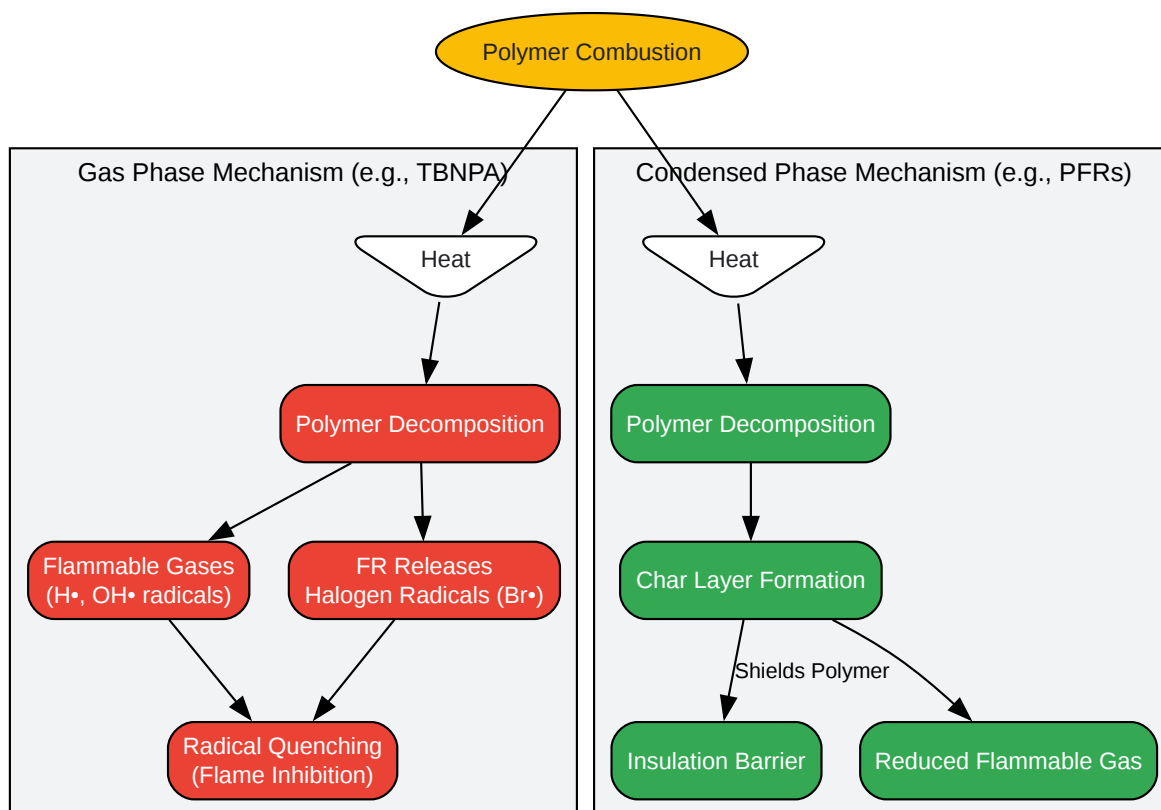 Polymer Combustion
Gas Phase Mechanism (e.g., TBNPA)
Heat
Polymer Decomposition
Flammable Gases
(H•, OH• radicals)
FR Releases
Halogen Radicals (Br•)
Radical Quenching
(Flame Inhibition)
Condensed Phase Mechanism (e.g., PFRs)
Heat
Polymer Decomposition
Char Layer Formation
Shields Polymer
Insulation Barrier
Reduced Flammable Gas